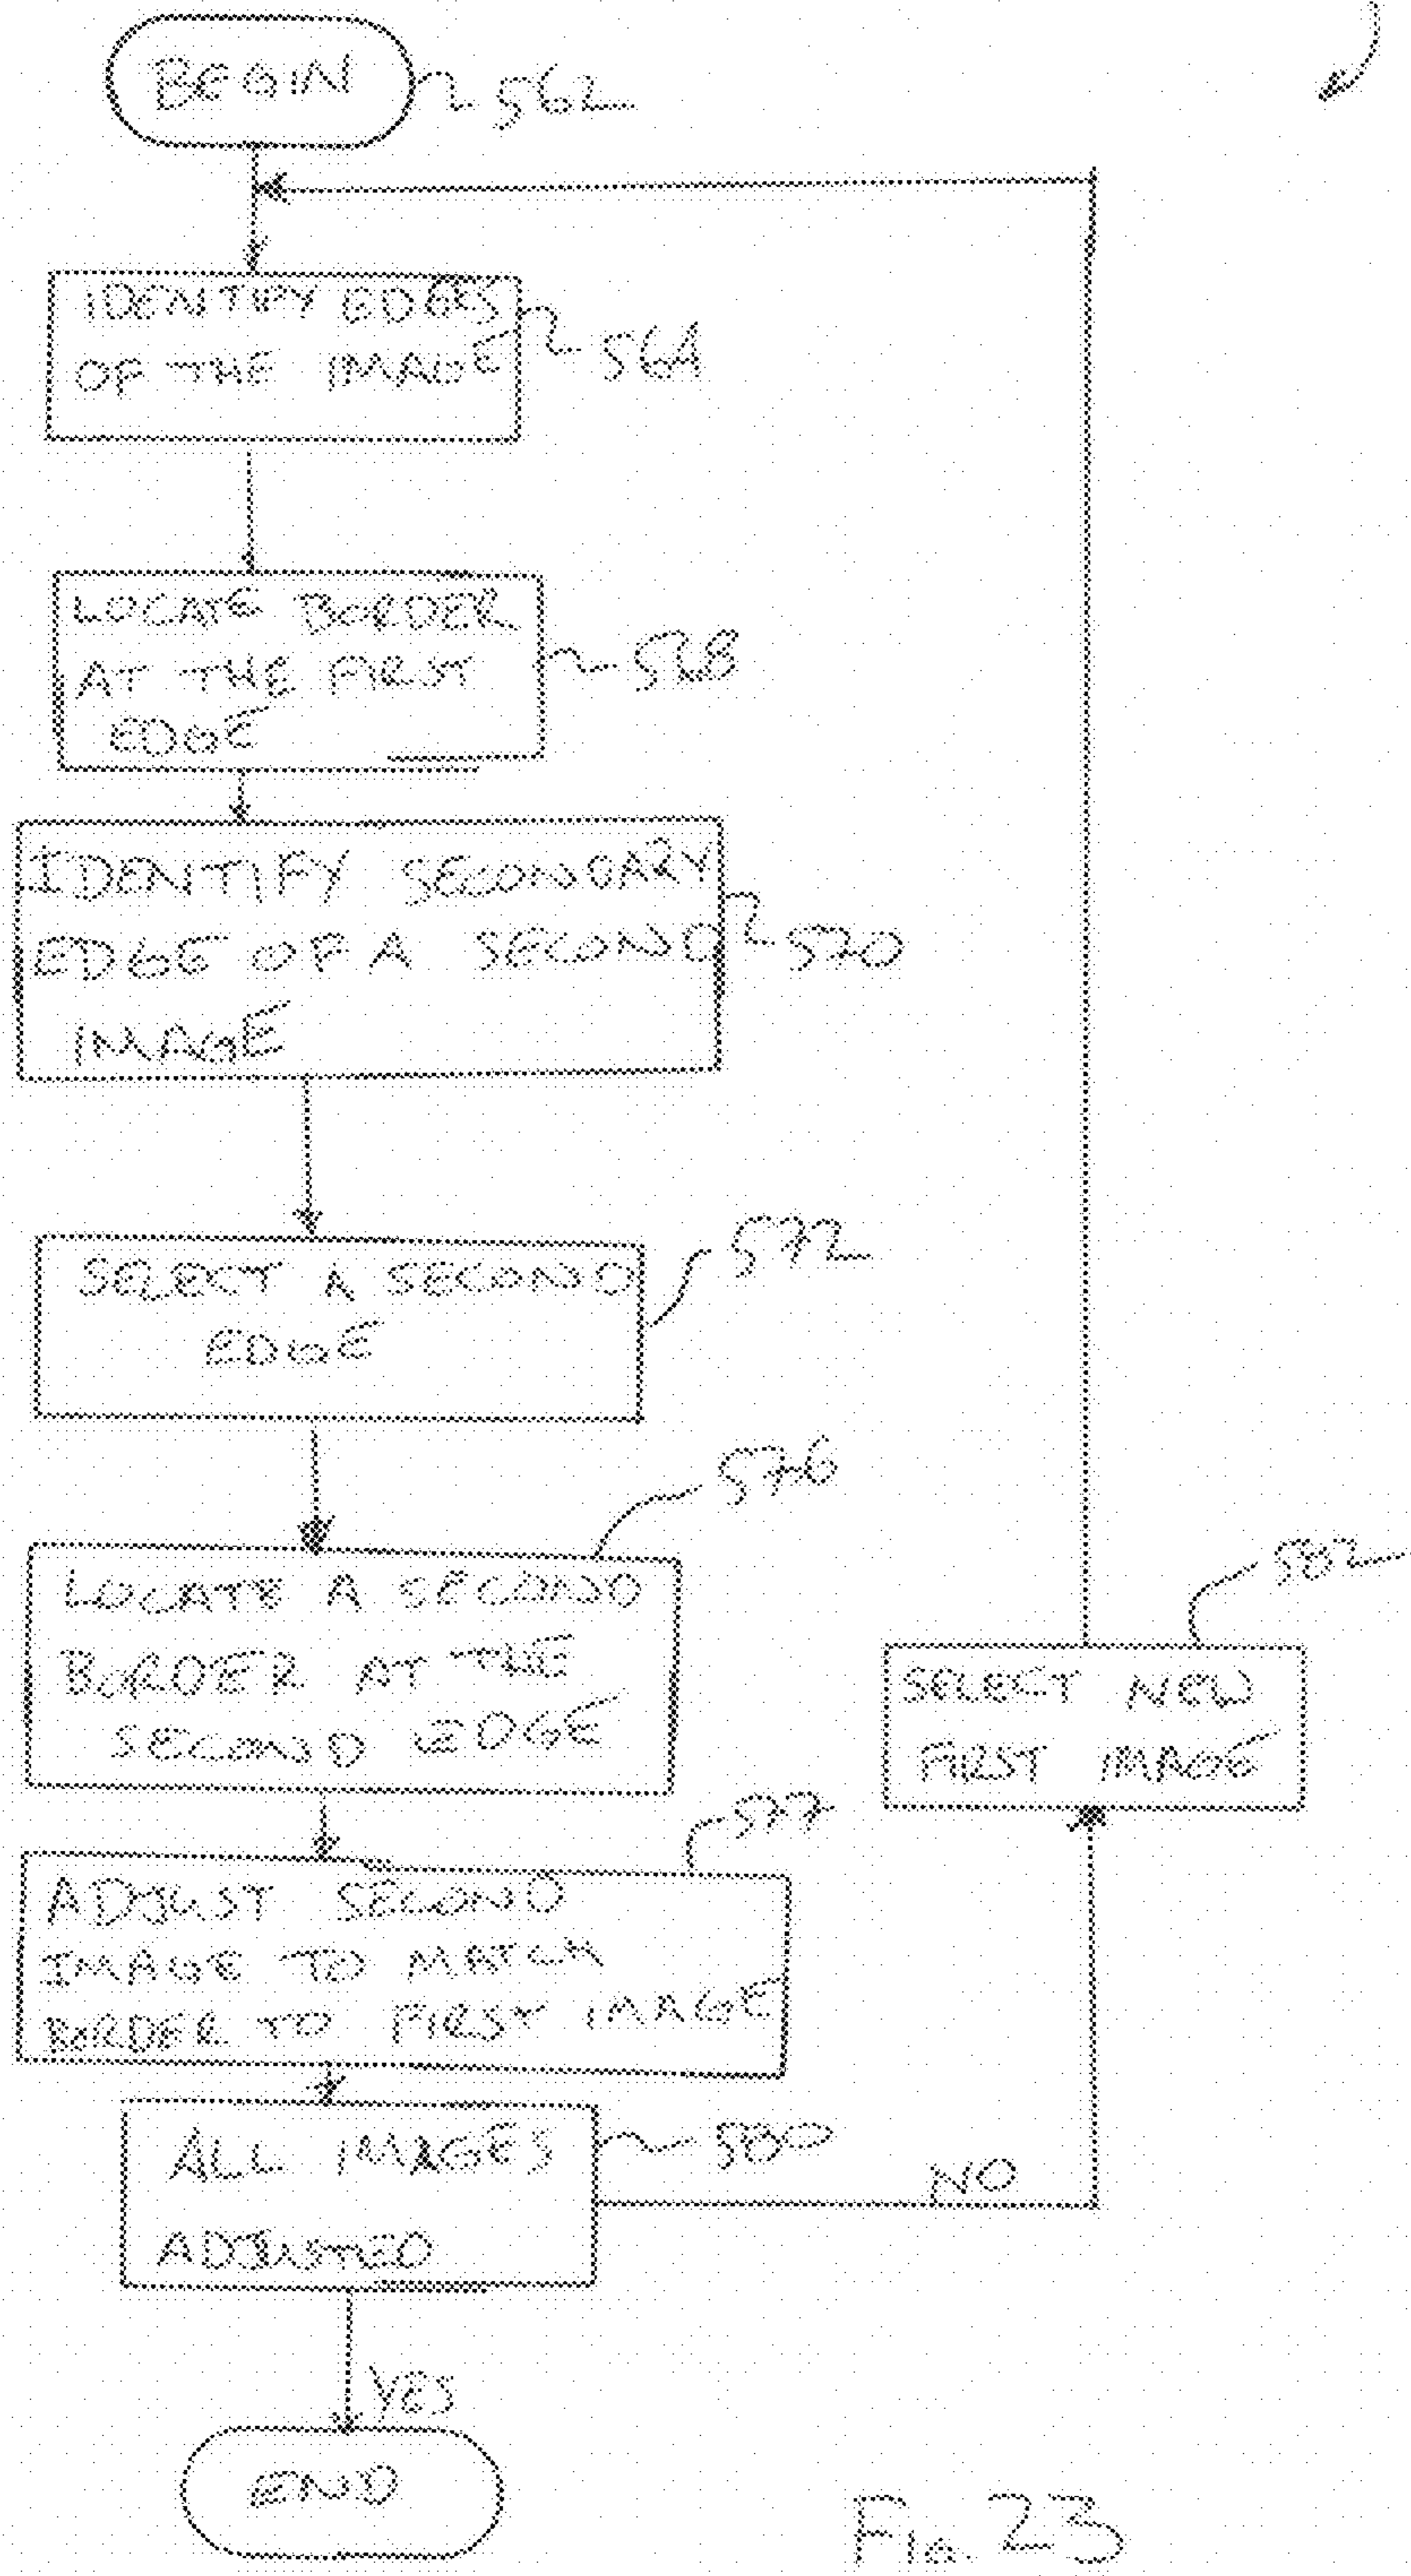 BEGIN
562
IDENTIFY EDGES
OF THE IMAGE
564
LOCATE BORDER
AT THE FIRST
EDGE
568
IDENTIFY SECONDARY
EDGE OF A SECOND
IMAGE
570
SELECT A SECOND
EDGE
572
576
LOCATE A SECOND
BORDER AT THE
SECOND EDGE
577
ADJUST SECOND
IMAGE TO MATCH
BORDER TO FIRST IMAGE
ALL IMAGES
ADJUSTED
580
NO
582
SELECT NEW
FIRST IMAGE
YES
END
FIG. 23